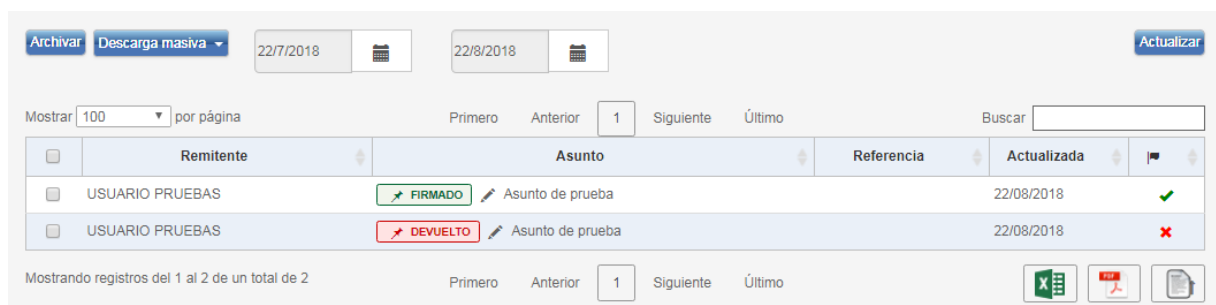 Archivar Descarga masiva 22/7/2018 22/8/2018 Actualizar
Mostrar 100 por página Primero Anterior 1 Siguiente Último Buscar
Remitente Asunto Referencia Actualizada
USUARIO PRUEBAS FIRMADO Asunto de prueba 22/08/2018
USUARIO PRUEBAS DEVUELTO Asunto de prueba 22/08/2018
Mostrando registros del 1 al 2 de un total de 2 Primero Anterior 1 Siguiente Último PDF